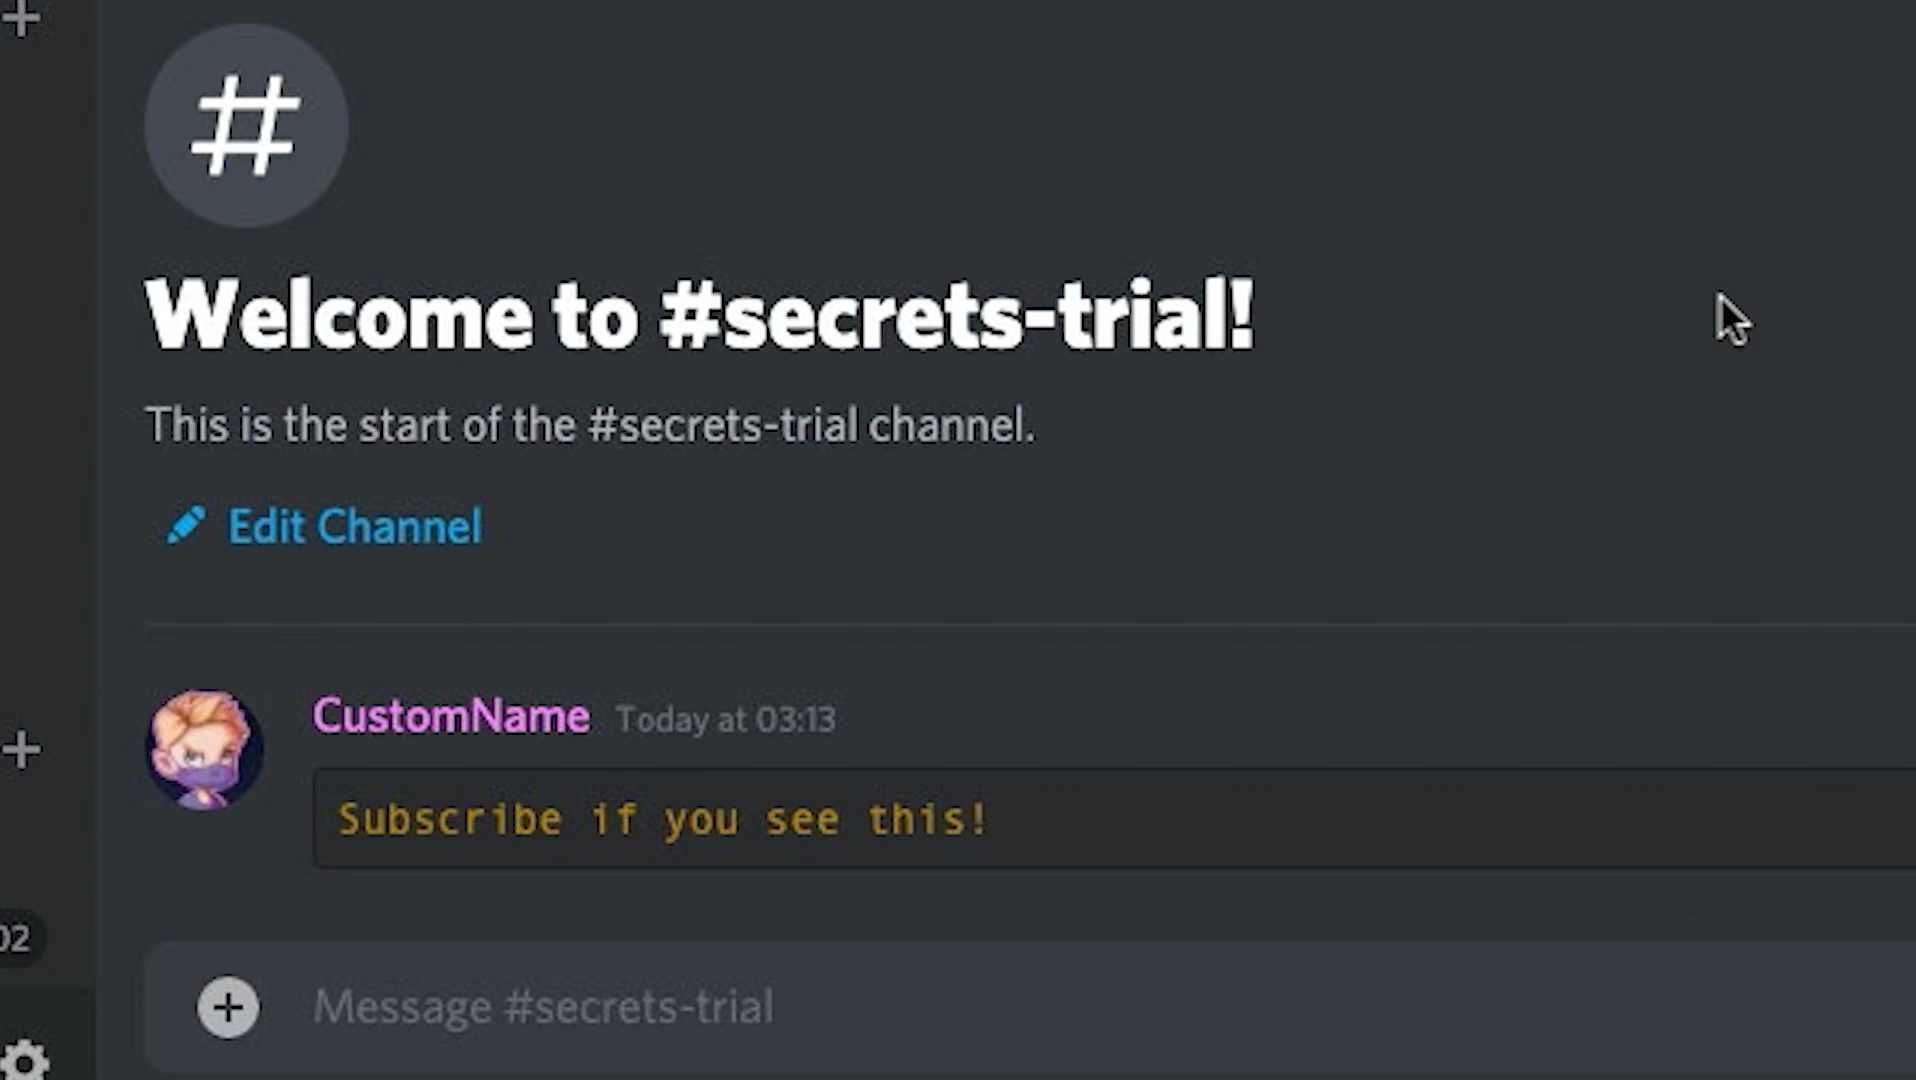 #
Welcome to #secrets-trial!
This is the start of the #secrets-trial channel.
Edit Channel
CustomName Today at 03:13
Subscribe if you see this!
02
Message #secrets-trial